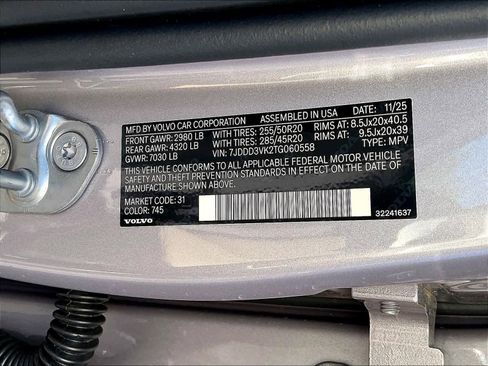 MFD BY VOLVO CAR CORPORATION ASSEMBLED IN USA 11/25
FRONT GAWR: 2980 LB WITH TIRES: 255/50R20 RIMS AT: 8.5Jx20x40.5
REAR GAWR: 4320 LB WITH TIRES: 285/45R20 RIMS AT: 9.5Jx20x39
GVWR: 7030 LB VIN: 7JDDD3VK2TG060558 TYPE: MPV
THIS VEHICLE CONFORMS TO ALL APPLICABLE FEDERAL MOTOR VEHICLE
SAFETY AND THEFT PREVENTION STANDARDS IN EFFECT ON THE DATE OF
MANUFACTURE SHOWN ABOVE.
MARKET CODE: 31
COLOR: 745
VOLVO 32241637